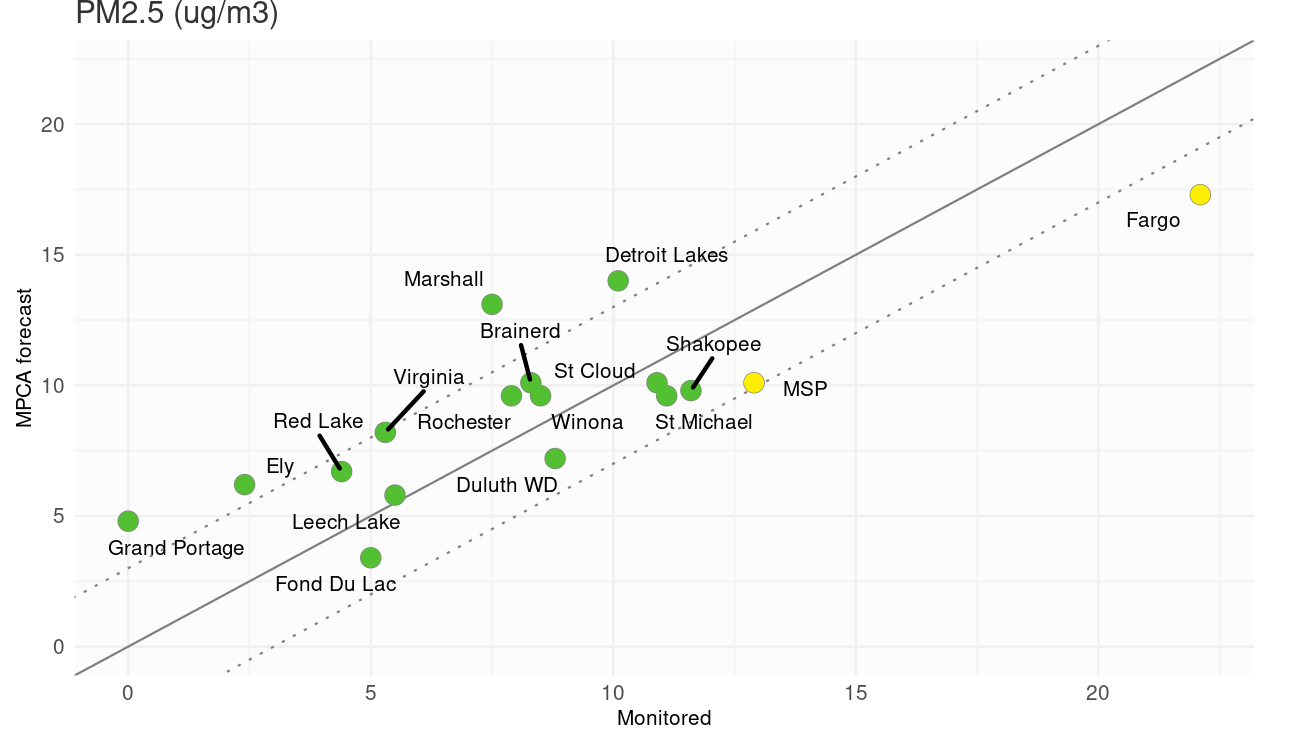 PM2.5 (ug/m3)
MPCA forecast
20
15
10
5
0
Fargo
Detroit Lakes
Marshall
Brainerd
Shakopee
St Cloud
Virginia
MSP
Red Lake
Rochester
Winona
St Michael
Ely
Duluth WD
Leech Lake
Grand Portage
Fond Du Lac
0
5
10
15
20
Monitored